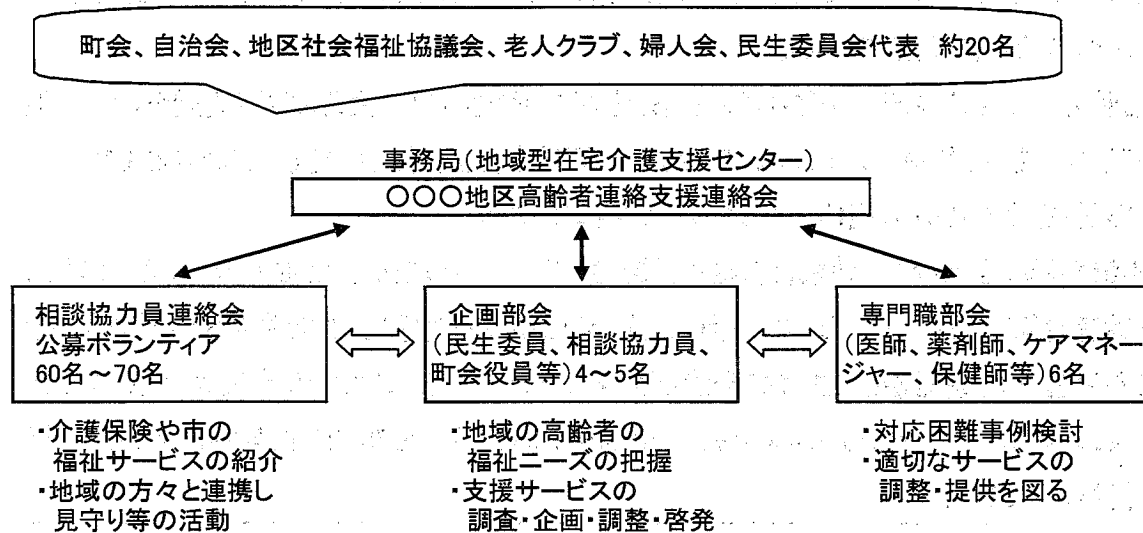 町会、自治会、地区社会福祉協議会、老人クラブ、婦人会、民生委員会代表 約20名
事務局(地域型在宅介護支援センター)
〇〇〇地区高齢者連絡支援連絡会
相談協力員連絡会
公募ボランティア
60名～70名
企画部会
(民生委員、相談協力員、
町会役員等)4～5名
専門職部会
(医師、薬剤師、ケアマネー
ジャー、保健師等)6名
・介護保険や市の
福祉サービスの紹介
・地域の方々と連携し
見守り等の活動
・地域の高齢者の
福祉ニーズの把握
・支援サービスの
調査・企画・調整・啓発
・対応困難事例検討
・適切なサービスの
調整・提供を図る